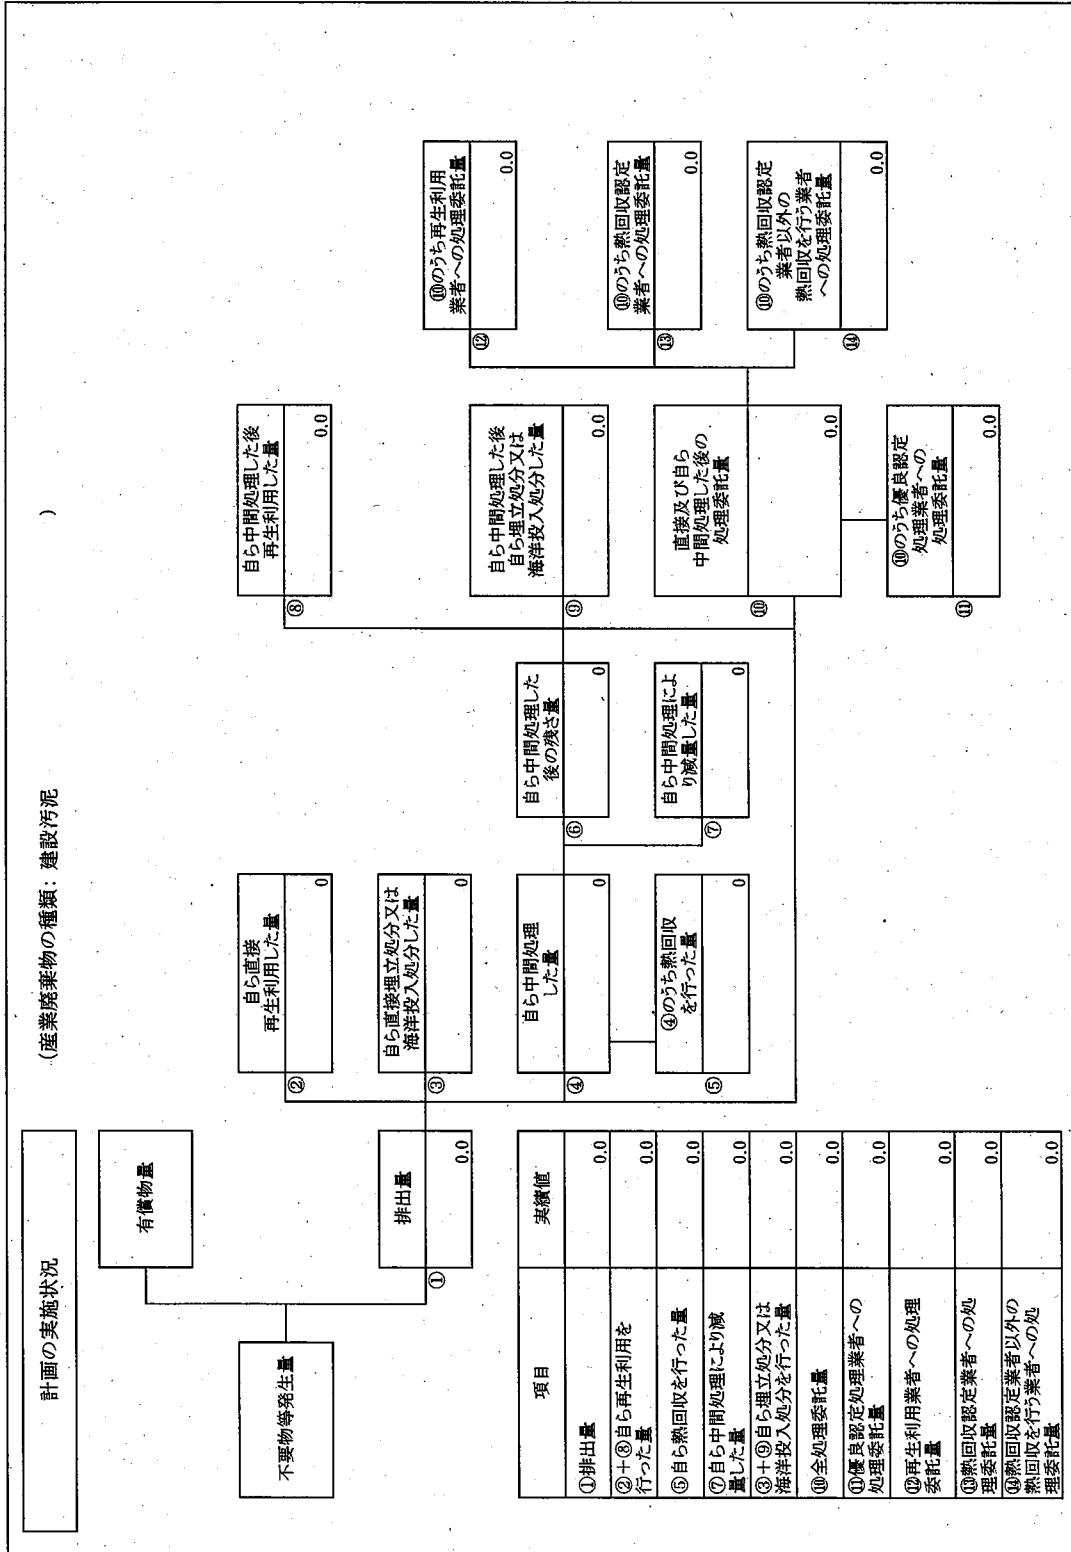 計画の実施状況
(産業廃棄物の種類: 建設汚泥
)
不要物等発生量
有償物量
①
排出量
0.0
②
自ら直接
再生利用した量
0
③
自ら直接埋立処分又は
海洋投入処分した量
0
④
自ら中間処理
した量
0
⑤
④のうち熱回収
を行った量
0
⑥
自ら中間処理した
後の残さ量
0
⑦
自ら中間処理によ
り減量した量
0
⑧
自ら中間処理した後
再生利用した量
0.0
⑨
自ら中間処理した後
自ら埋立処分又は
海洋投入処分した量
0.0
⑩
直接及び自ら
中間処理した後の
処理委託量
0.0
⑪
⑩のうち優良認定
処理業者への
処理委託量
0.0
⑫
⑩のうち再生利用
業者への処理委託量
0.0
⑬
⑩のうち熱回収認定
業者への処理委託量
0.0
⑭
⑩のうち熱回収認定
業者以外の
熱回収を行う業者
への処理委託量
0.0
項目
実績値
①排出量
0.0
②+⑧自ら再生利用を
行った量
0.0
⑤自ら熱回収を行った量
0.0
⑦自ら中間処理により減
量した量
0.0
③+⑨自ら埋立処分又は
海洋投入処分を行った量
0.0
⑩全処理委託量
0.0
⑪優良認定処理業者への
処理委託量
0.0
⑫再生利用業者への処理
委託量
0.0
⑬熱回収認定業者への処
理委託量
0.0
⑭熱回収認定業者以外の
熱回収を行う業者への処
理委託量
0.0